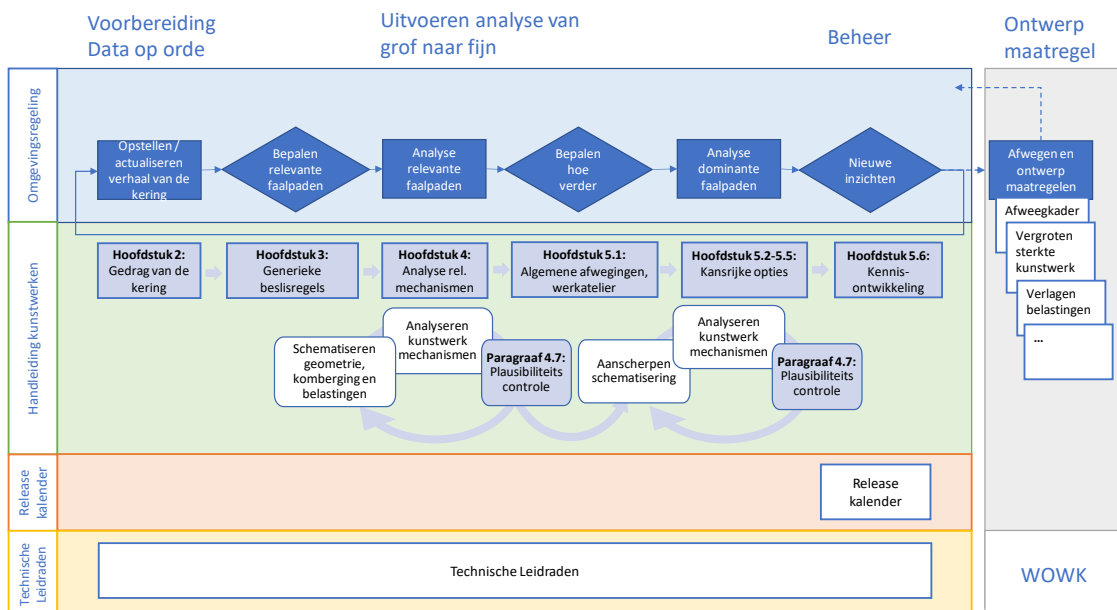 Voorbereiding
Data op orde
Uitvoeren analyse van
grof naar fijn
Beheer
Ontwerp
maatregel
Omgevingsregeling
Opstellen /
actualiseren
verhaal van de
kering
Bepalen
relevante
faalpaden
Analyse
relevante
faalpaden
Bepalen
hoe
verder
Analyse
dominante
faalpaden
Nieuwe
inzichten
Afwegen en
ontwerp
maatregelen
Afweegkader
Vergroten
sterkte
kunstwerk
Verlagen
belastingen
...
Handleiding kunstwerken
Hoofdstuk 2:
Gedrag van de
kering
Hoofdstuk 3:
Generieke
beslisregels
Hoofdstuk 4:
Analyse rel.
mechanismen
Hoofdstuk 5.1:
Algemene afwegingen,
werkatelier
Hoofdstuk 5.2-5.5:
Kansrijke opties
Hoofdstuk 5.6:
Kennis-
ontwikkeling
Schematiseren
geometrie,
komberging en
belastingen
Analyseren
kunstwerk
mechanismen
Paragraaf 4.7:
Plausibiliteits
controle
Aanscherpen
schematisering
Analyseren
kunstwerk
mechanismen
Paragraaf 4.7:
Plausibiliteits
controle
Release
kalender
Release
kalender
Technische
Leidraden
Technische Leidraden
WOWK